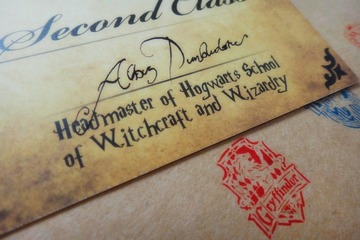 Second Class
Albus Dumbledore
Headmaster of Hogwarts School
of Witchcraft and Wizardry
Gryffindor